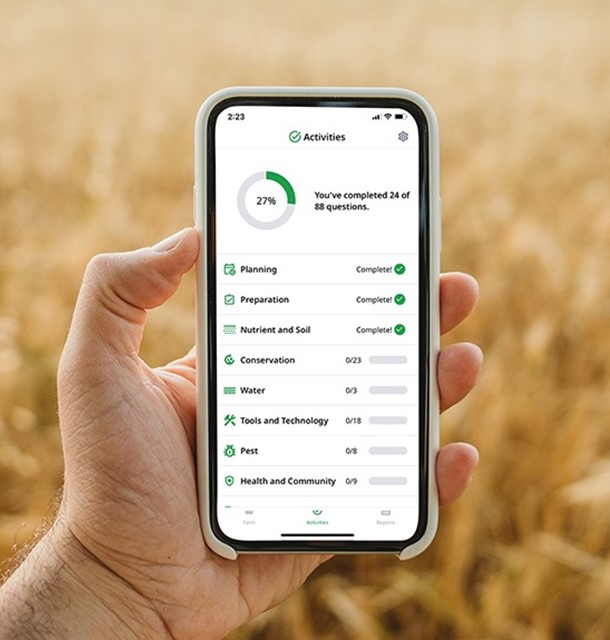 2:23
Activities
27%
You've completed 24 of
88 questions.
Planning Complete!
Preparation Complete!
Nutrient and Soil Complete!
Conservation 0/23
Water 0/3
Tools and Technology 0/18
Pest 0/8
Health and Community 0/9
Farm Activities Reports